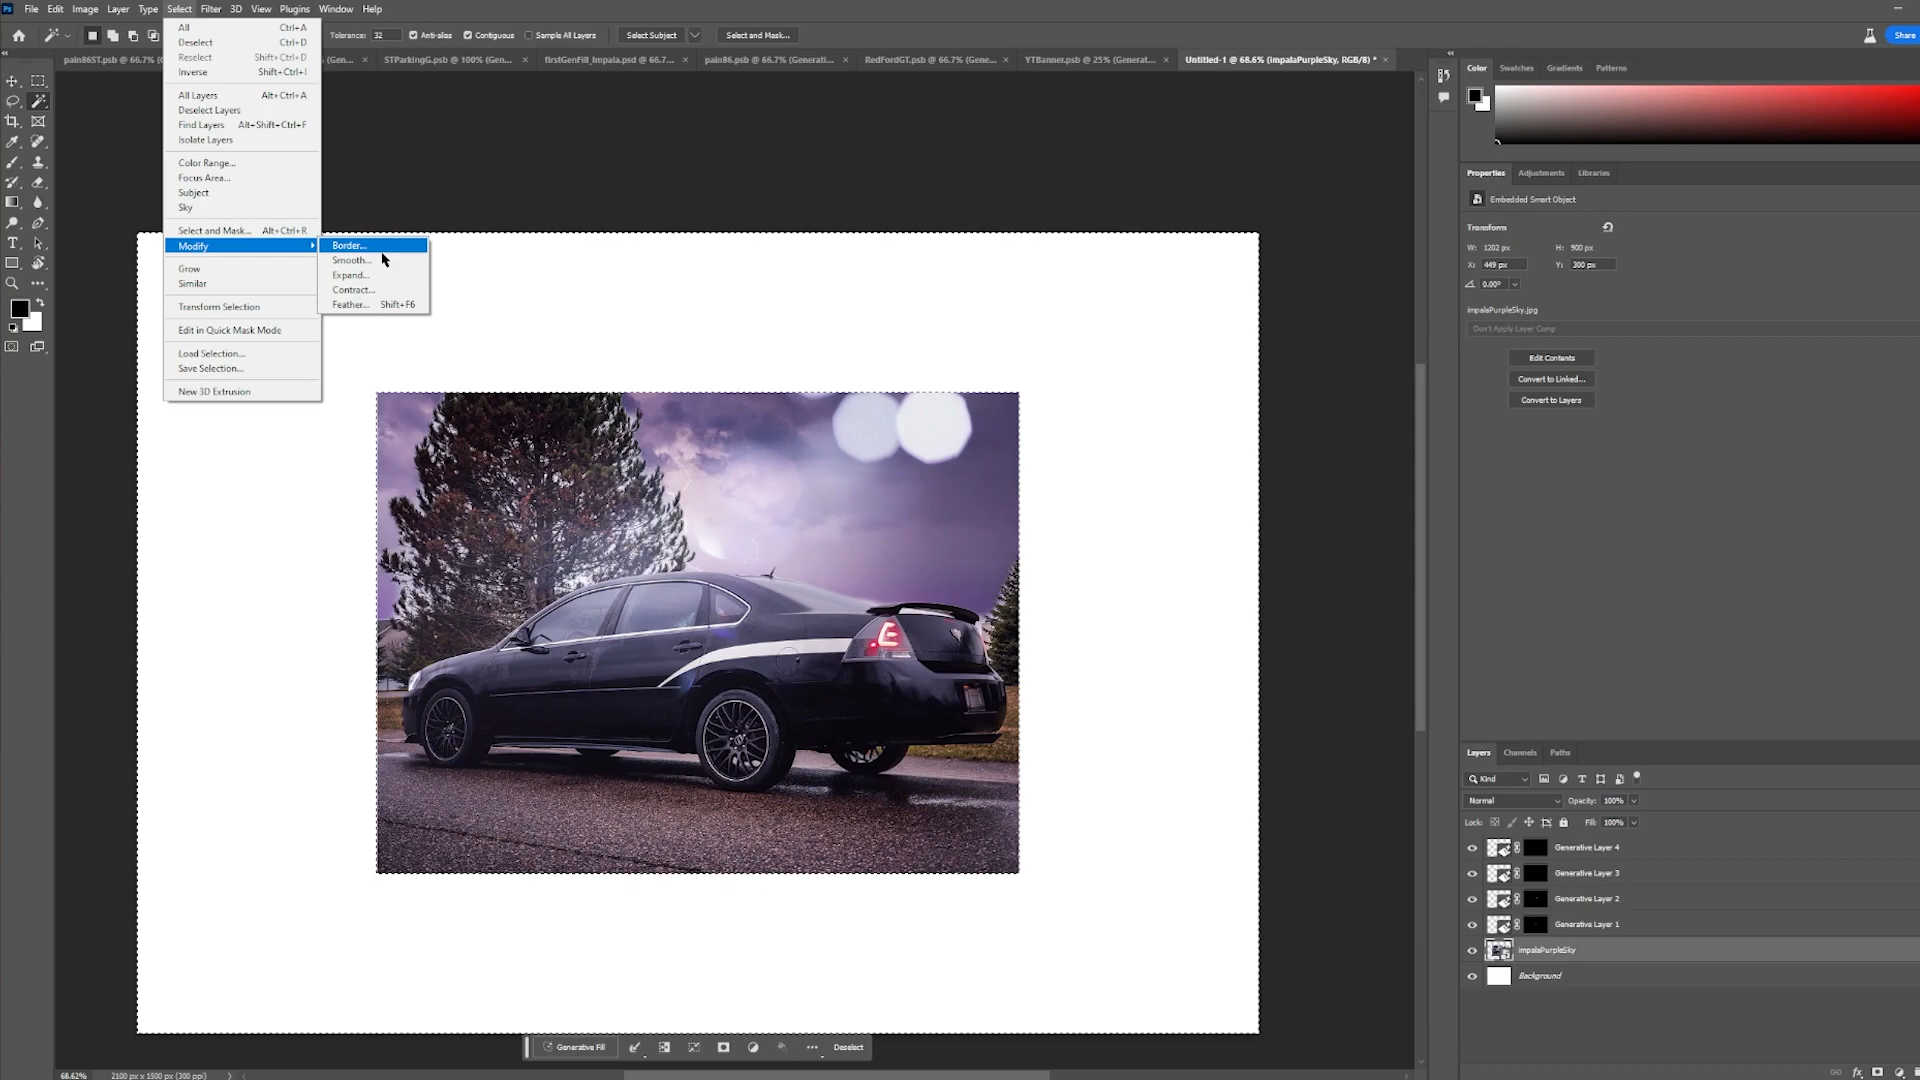 Ps File Edit Image Layer Type Select Filter 3D View Plugins Window Help
Tolerance: 32 Anti-alias Contiguous Sample All Layers Select Subject Select and Mask... Share
pain86ST.psb @ 66.7% (G (Gen... × STParkingG.psb @ 100% (Gen... × firstGenFill_Impala.psd @ 66.7... × pain86.psb @ 66.7% (Generati... × RedFordGT.psb @ 66.7% (Gene... × YTBanner.psb @ 25% (Generat... × Untitled-1 @ 68.6% (impalaPurpleSky, RGB/8) * ×
All Ctrl+A
Deselect Ctrl+D
Reselect Shift+Ctrl+D
Inverse Shift+Ctrl+I
All Layers Alt+Ctrl+A
Deselect Layers
Find Layers Alt+Shift+Ctrl+F
Isolate Layers
Color Range...
Focus Area...
Subject
Sky
Select and Mask... Alt+Ctrl+R
Modify
Grow
Similar
Transform Selection
Edit in Quick Mask Mode
Load Selection...
Save Selection...
New 3D Extrusion
Border...
Smooth...
Expand...
Contract...
Feather... Shift+F6
Color Swatches Gradients Patterns
Properties Adjustments Libraries
Embedded Smart Object
Transform
W: 1202 px H: 900 px
X: 449 px Y: 300 px
0.00°
impalaPurpleSky.jpg
Don't Apply Layer Comp
Edit Contents
Convert to Linked...
Convert to Layers
Layers Channels Paths
Kind
Normal Opacity: 100%
Lock: Fill: 100%
Generative Layer 4
Generative Layer 3
Generative Layer 2
Generative Layer 1
impalaPurpleSky
Background
Generative Fill Deselect
68.62% 2100 px x 1500 px (300 ppi)